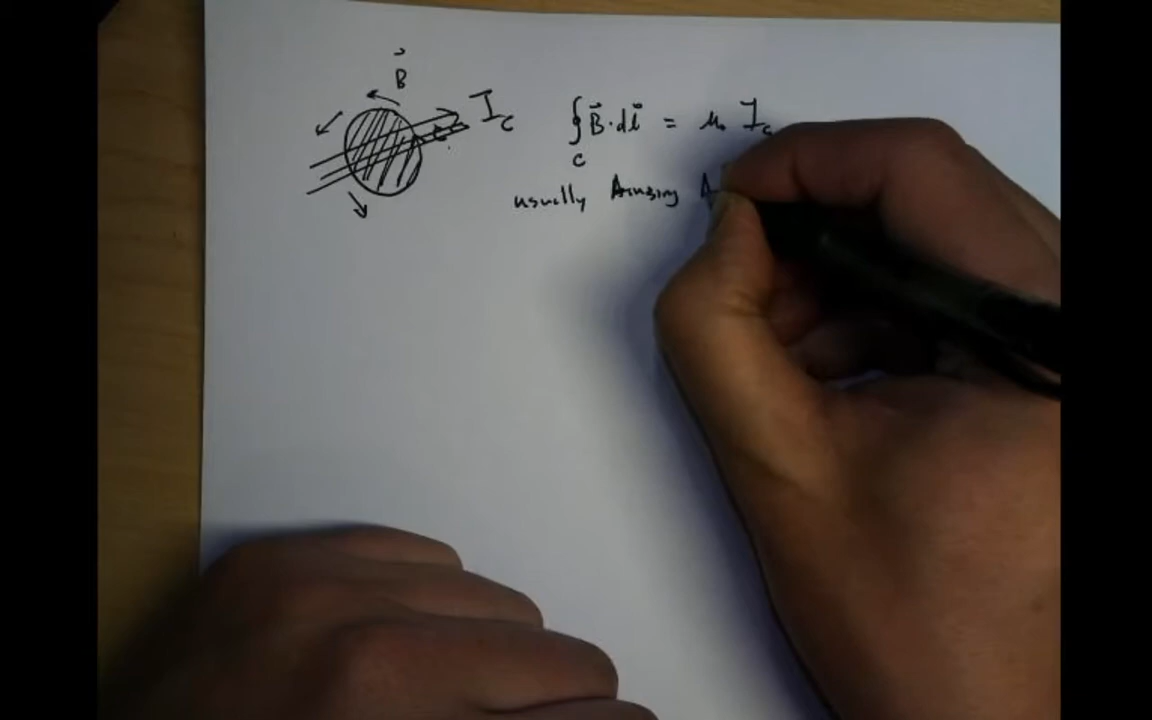 B⃗
I_c
∮_c B⃗·dl⃗ = μ₀ I_c
usually Amazing A